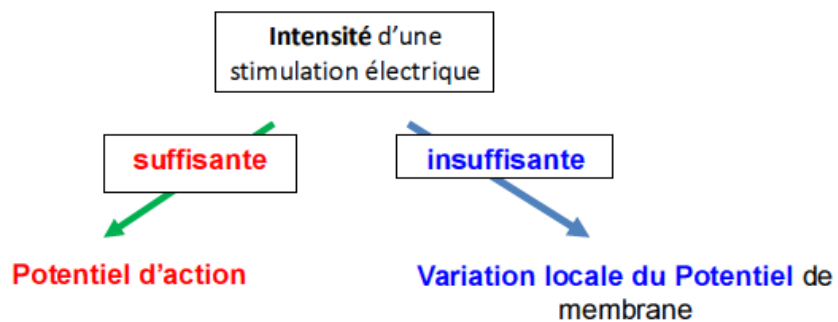 Intensité d'une
stimulation électrique
suffisante
insuffisante
Potentiel d'action
Variation locale du Potentiel de
membrane